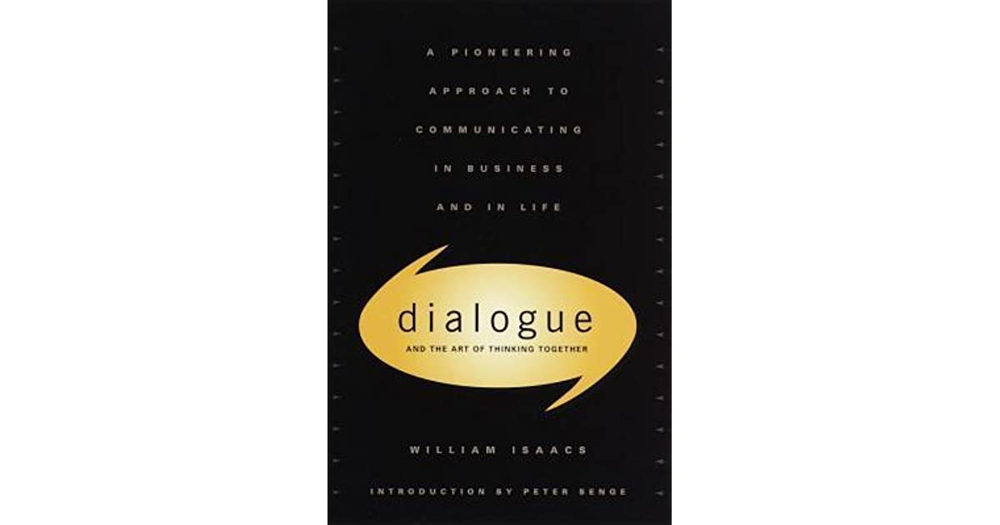 A PIONEERING
APPROACH TO
COMMUNICATING
IN BUSINESS
AND IN LIFE
dialogue
AND THE ART OF THINKING TOGETHER
WILLIAM ISAACS
INTRODUCTION BY PETER SENGE